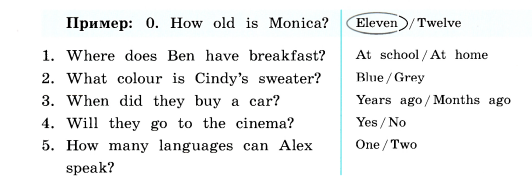 Пример: 0. How old is Monica? Eleven / Twelve
1. Where does Ben have breakfast? At school / At home
2. What colour is Cindy's sweater? Blue / Grey
3. When did they buy a car? Years ago / Months ago
4. Will they go to the cinema? Yes / No
5. How many languages can Alex One / Two
speak?